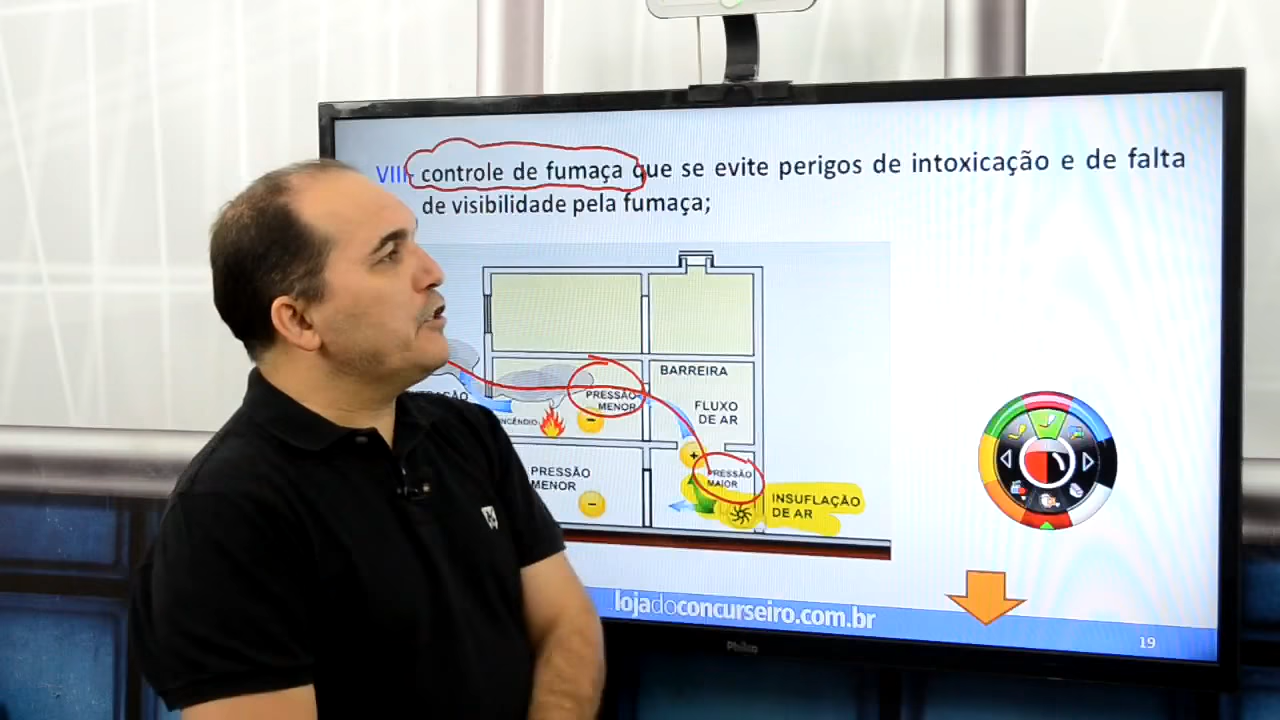 VIII- controle de fumaça que se evite perigos de intoxicação e de falta
de visibilidade pela fumaça;
BARREIRA
PRESSÃO
MENOR
FLUXO
DE AR
INCÊNDIO
+
PRESSÃO
MAIOR
PRESSÃO
MENOR
INSUFLAÇÃO
DE AR
lojadoconcurseiro.com.br
19
Philco